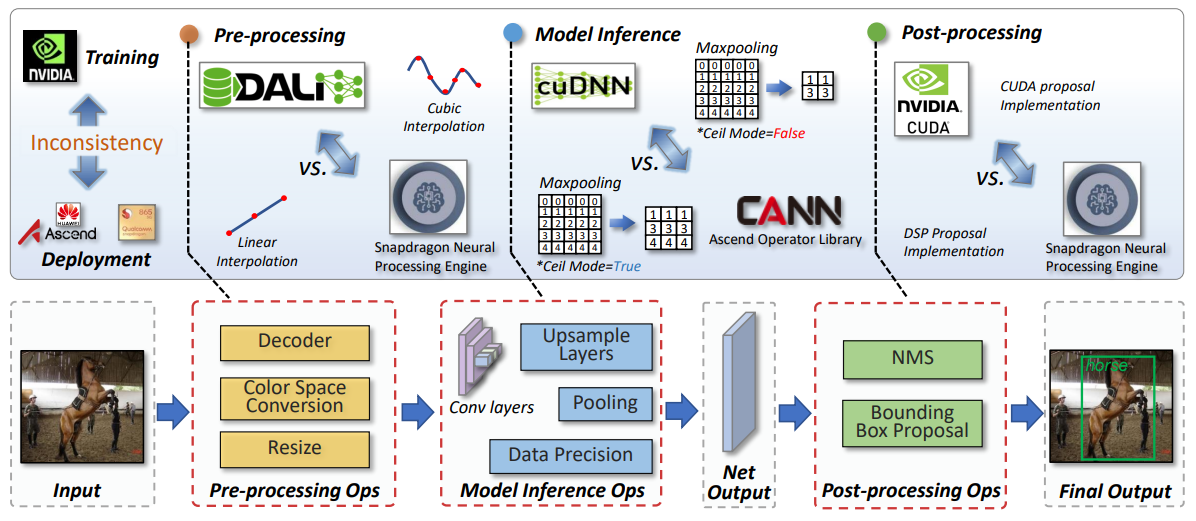 Training
Pre-processing
Model Inference
Post-processing
NVIDIA
DALI
cuDNN
Maxpooling
0 0 0 0 0
1 1 1 1 1
2 2 2 2 2
3 3 3 3 3
4 4 4 4 4
1 1
3 3
*Ceil Mode=False
NVIDIA.
CUDA
CUDA proposal
Implementation
Cubic
Interpolation
Inconsistency
vs.
vs.
vs.
Maxpooling
0 0 0 0 0
1 1 1 1 1
2 2 2 2 2
3 3 3 3 3
4 4 4 4 4
1 1 1
3 3 3
4 4 4
*Ceil Mode=True
CANN
Ascend Operator Library
HUAWEI
Ascend
865
Qualcomm
snapdragon
Deployment
Linear
Interpolation
Snapdragon Neural
Processing Engine
DSP Proposal
Implementation
Snapdragon Neural
Processing Engine
Input
Decoder
Color Space
Conversion
Resize
Pre-processing Ops
Conv layers
Upsample
Layers
Pooling
Data Precision
Model Inference Ops
Net
Output
NMS
Bounding
Box Proposal
Post-processing Ops
horse
Final Output